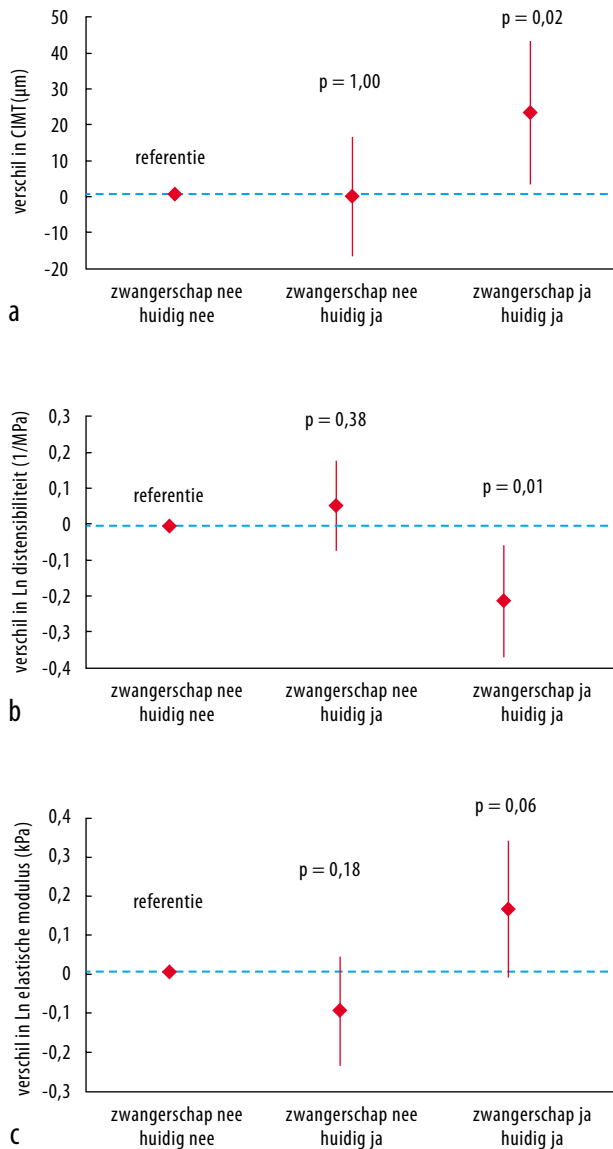 verschil in CIMT (μm)
50
40
30
20
10
0
-10
-20
referentie
p = 1,00
p = 0,02
zwangerschap nee
huidig nee
zwangerschap nee
huidig ja
zwangerschap ja
huidig ja
a
verschil in Ln distensibiliteit (1/MPa)
0,3
0,2
0,1
0
-0,1
-0,2
-0,3
-0,4
referentie
p = 0,38
p = 0,01
zwangerschap nee
huidig nee
zwangerschap nee
huidig ja
zwangerschap ja
huidig ja
b
verschil in Ln elastische modulus (kPa)
0,4
0,3
0,2
0,1
0
-0,1
-0,2
-0,3
referentie
p = 0,18
p = 0,06
zwangerschap nee
huidig nee
zwangerschap nee
huidig ja
zwangerschap ja
huidig ja
c